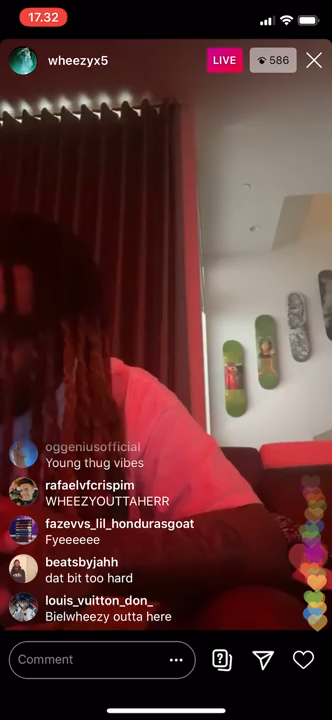 17.32
wheezyx5
LIVE
586
oggeniusofficial
Young thug vibes
rafaelvfcrispim
WHEEZYOUTTAHERR
fazevvs_lil_hondurasgoat
Fyeeeeee
beatsbyjahh
dat bit too hard
louis_vuitton_don_
Bielwheezy outta here
Comment